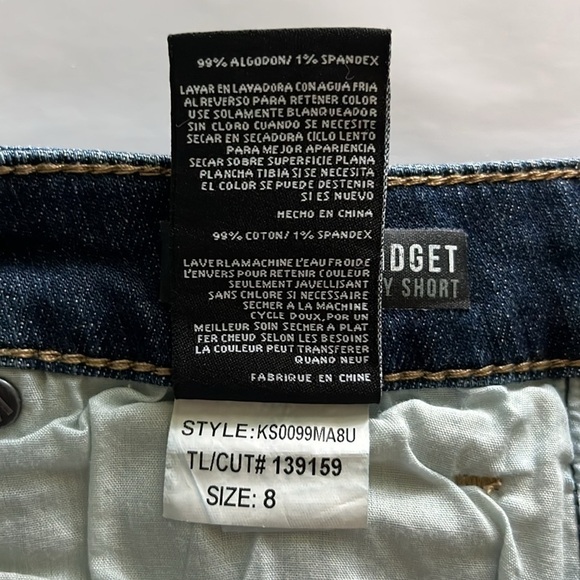 99% ALGODON/ 1% SPANDEX
LAVAR EN LAVADORA CON AGUA FRIA
AL REVERSO PARA RETENER COLOR
USE SOLAMENTE BLANQUEADOR
SIN CLORO CUANDO SE NECESITE
SECAR EN SECADORA CICLO LENTO
PARA MEJOR APARIENCIA
SECAR SOBRE SUPERFICIE PLANA
PLANCHA TIBIA SI SE NECESITA
EL COLOR SE PUEDE DESTENIR
SI ES NUEVO
HECHO EN CHINA
99% COTON/ 1% SPANDEX
LAVER LA MACHINE L'EAU FROIDE
L'ENVERS POUR RETENIR COULEUR
SEULEMENT JAVELLISANT
SANS CHLORE SI NECESSAIRE
SECHER A LA MACHINE
CYCLE DOUX, POUR UN
MEILLEUR SOIN SECHER A PLAT
FER CHEUD SELON LES BESOINS
LA COULEUR PEUT DETEINDRE
QUAND NEUF
FABRIQUE EN CHINE
DGET
Y SHORT
STYLE:KS0099MA8U
TL/CUT# 139159
SIZE: 8